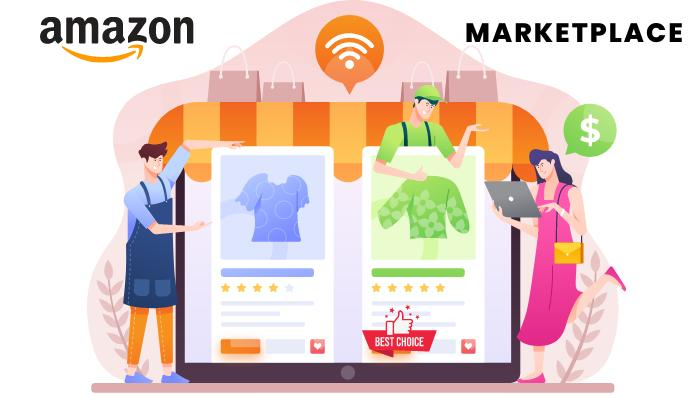 amazon
MARKETPLACE
$
BEST CHOICE